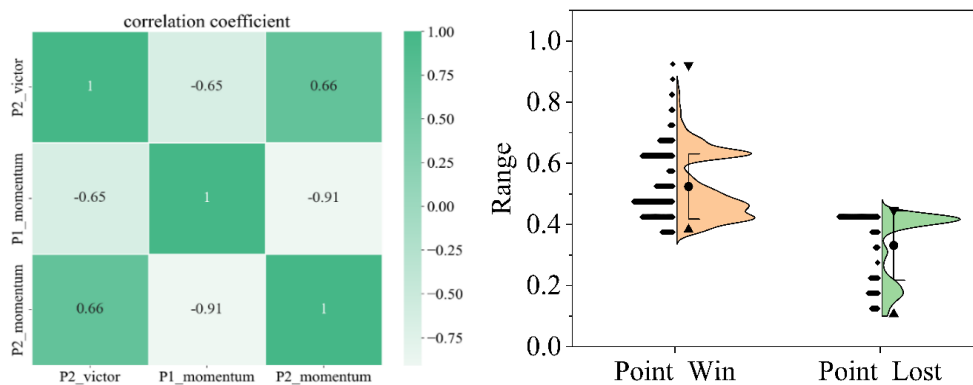 correlation coefficient
P2_victor
P1_momentum
P2_momentum
1 -0.65 0.66
-0.65 1 -0.91
0.66 -0.91 1
P2_victor P1_momentum P2_momentum
1.00
0.75
0.50
0.25
0.00
-0.25
-0.50
-0.75
Range
1.0
0.8
0.6
0.4
0.2
0.0
Point Win Point Lost